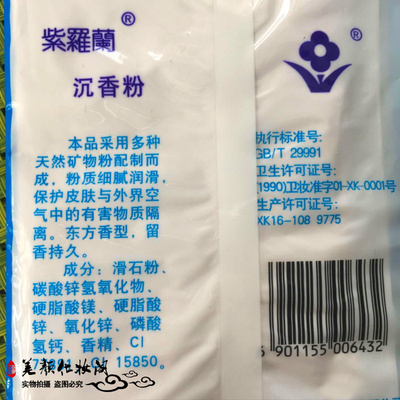 紫羅蘭®
沉香粉
本品采用多种
天然矿物粉配制而
成，粉质细腻润滑，
保护皮肤与外界空
气中的有害物质隔
离。东方香型，留
香持久。
成分：滑石粉、
碳酸锌氢氧化物、
硬脂酸镁、硬脂酸
锌、氧化锌、磷酸
氢钙、香精、CI
CI 15850。
®
执行标准号：
GB/T 29991
卫生许可证号：
(1990)卫妆准字01-XK-0001号
生产许可证号：
XK16-108 9775
6 901155 006432
实物拍摄 盗图必究